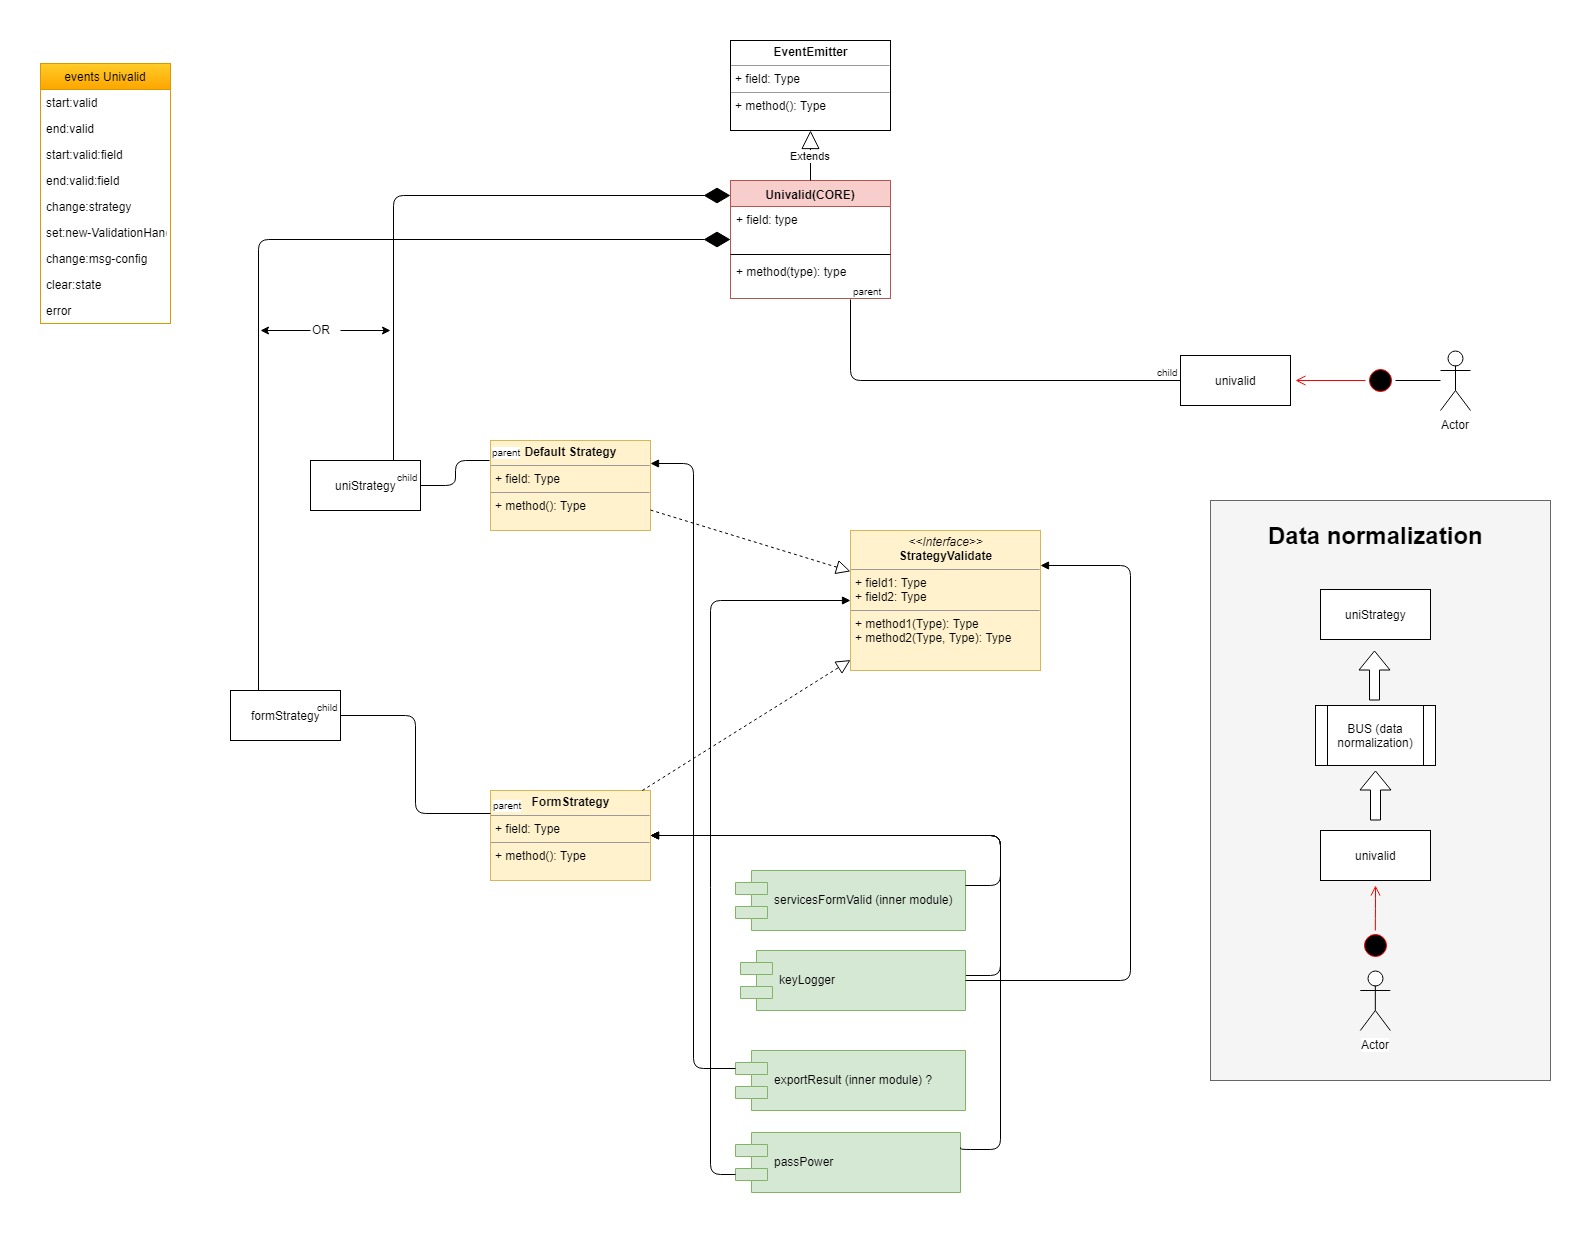 EventEmitter
+ field: Type
+ method(): Type
Extends
events Univalid
start:valid
end:valid
start:valid:field
end:valid:field
change:strategy
set:new-ValidationHan
change:msg-config
clear:state
error
Univalid(CORE)
+ field: type
+ method(type): type
parent
OR
child
univalid
Actor
uniStrategy
child
parent
Default Strategy
+ field: Type
+ method(): Type
<<Interface>>
StrategyValidate
+ field1: Type
+ field2: Type
+ method1(Type): Type
+ method2(Type, Type): Type
formStrategy
child
parent
FormStrategy
+ field: Type
+ method(): Type
servicesFormValid (inner module)
keyLogger
exportResult (inner module) ?
passPower
Data normalization
uniStrategy
BUS (data
normalization)
univalid
Actor